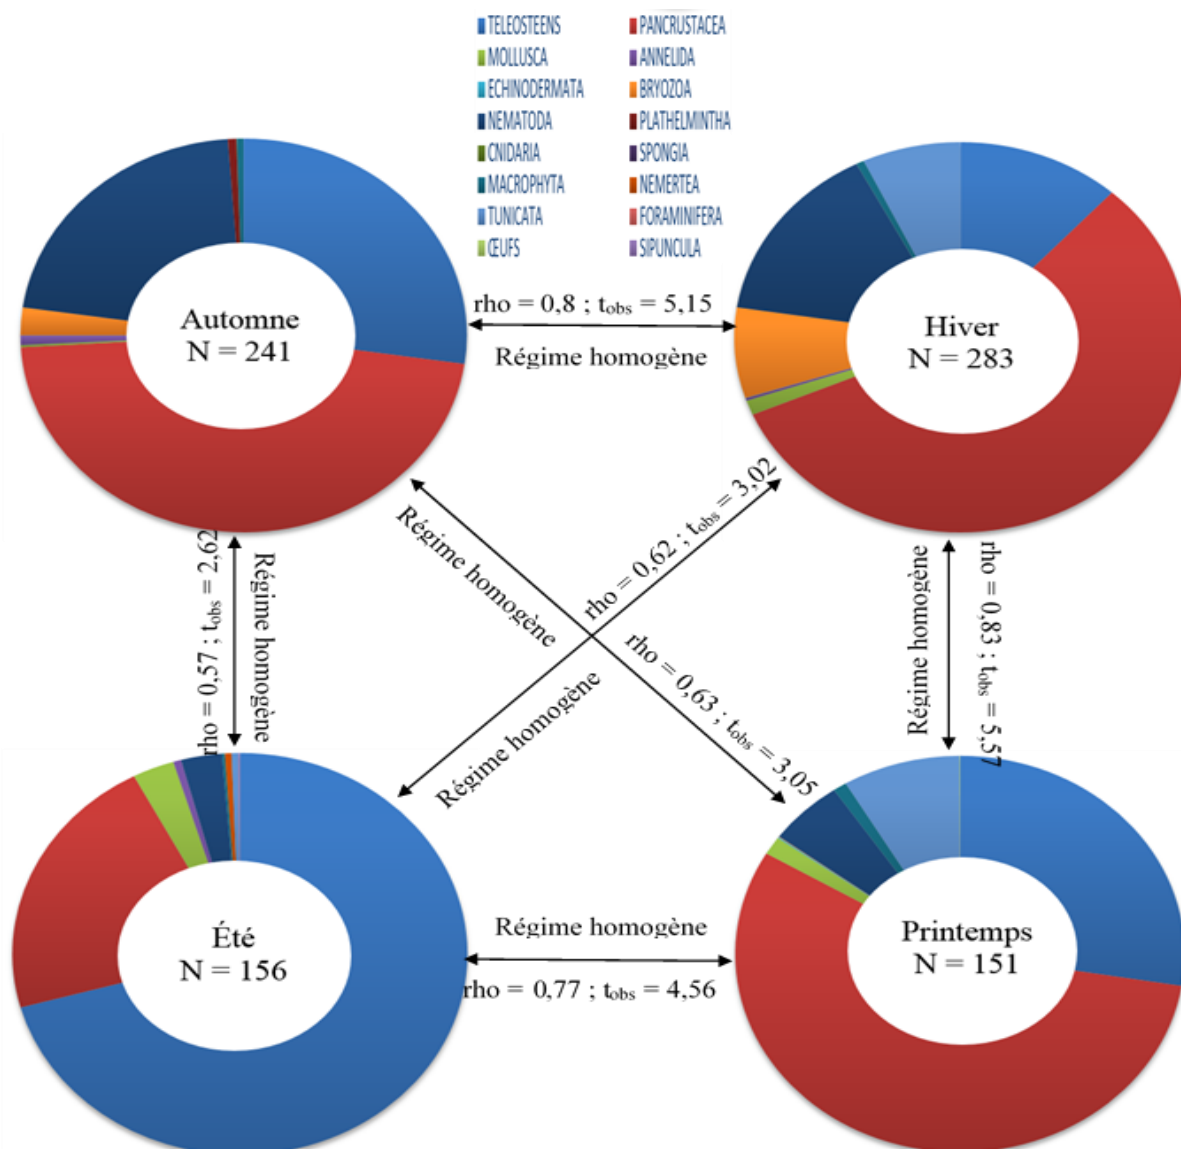 TELEOSTEENS PANCRUSTACEA
MOLLUSCA ANNELIDA
ECHINODERMATA BRYOZOA
NEMATODA PLATHELMINTHA
CNIDARIA SPONGIA
MACROPHYTA NEMERTEA
TUNICATA FORAMINIFERA
ŒUFS SIPUNCULA
Automne
N = 241
rho = 0,8 ; tobs = 5,15
Régime homogène
Hiver
N = 283
rho = 0,57 ; tobs = 2,62
Régime homogène
Régime homogène
rho = 0,63 ; tobs = 3,05
rho = 0,62 ; tobs = 3,02
Régime homogène
Régime homogène
rho = 0,83 ; tobs = 5,57
Été
N = 156
Régime homogène
rho = 0,77 ; tobs = 4,56
Printemps
N = 151